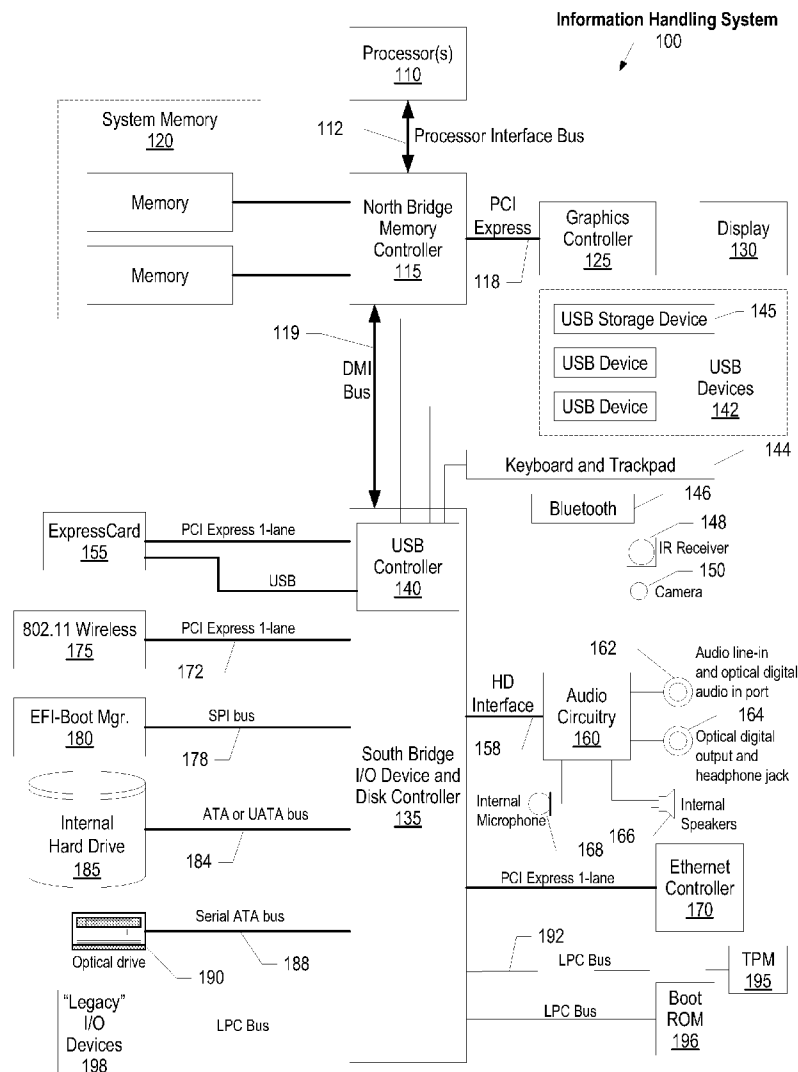 Information Handling System
100
Processor(s)
110
System Memory
120
112
Processor Interface Bus
Memory
Memory
North Bridge
Memory
Controller
115
PCI
Express
118
Graphics
Controller
125
Display
130
119
DMI
Bus
USB Storage Device
145
USB Device
USB Device
USB
Devices
142
144
Keyboard and Trackpad
146
Bluetooth
148
IR Receiver
150
Camera
ExpressCard
155
PCI Express 1-lane
USB
USB
Controller
140
802.11 Wireless
175
PCI Express 1-lane
172
EFI-Boot Mgr.
180
SPI bus
178
South Bridge
I/O Device and
Disk Controller
135
HD
Interface
158
Audio
Circuitry
160
162
Audio line-in
and optical digital
audio in port
164
Optical digital
output and
headphone jack
Internal
Microphone
168
166
Internal
Speakers
Internal
Hard Drive
185
ATA or UATA bus
184
PCI Express 1-lane
Ethernet
Controller
170
Serial ATA bus
188
Optical drive
190
192
LPC Bus
TPM
195
"Legacy"
I/O
Devices
198
LPC Bus
LPC Bus
Boot
ROM
196